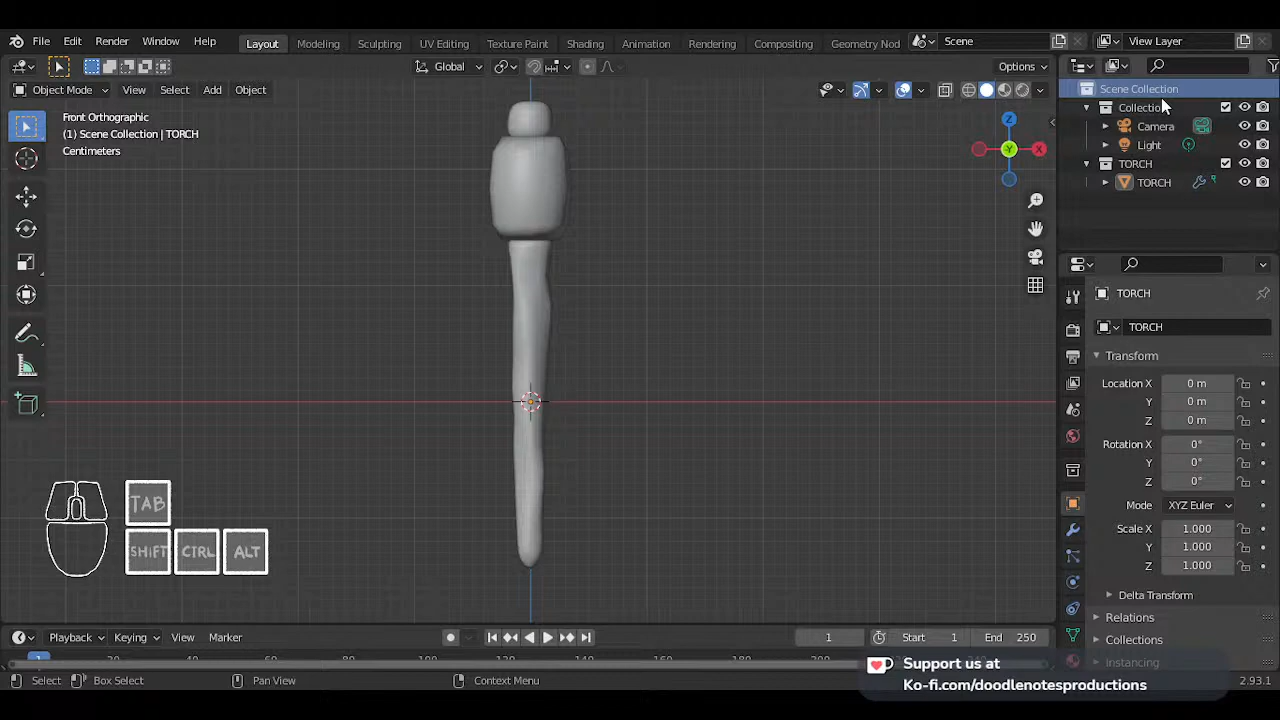 File Edit Render Window Help Layout Modeling Sculpting UV Editing Texture Paint Shading Animation Rendering Compositing Geometry Nod Scene View Layer
Global Options
Object Mode View Select Add Object
Scene Collection
Front Orthographic
(1) Scene Collection | TORCH
Centimeters
Collection
Camera
Light
TORCH
TORCH
Z
X
Y
TORCH
TORCH
Transform
Location X 0 m
Y 0 m
Z 0 m
Rotation X 0°
Y 0°
Z 0°
Mode XYZ Euler
Scale X 1.000
Y 1.000
Z 1.000
Delta Transform
Relations
Collections
Instancing
TAB
SHIFT CTRL ALT
Playback Keying View Marker 1 Start 1 End 250
Select Box Select Pan View Context Menu 2.93.1
Support us at
Ko-fi.com/doodlenotesproductions